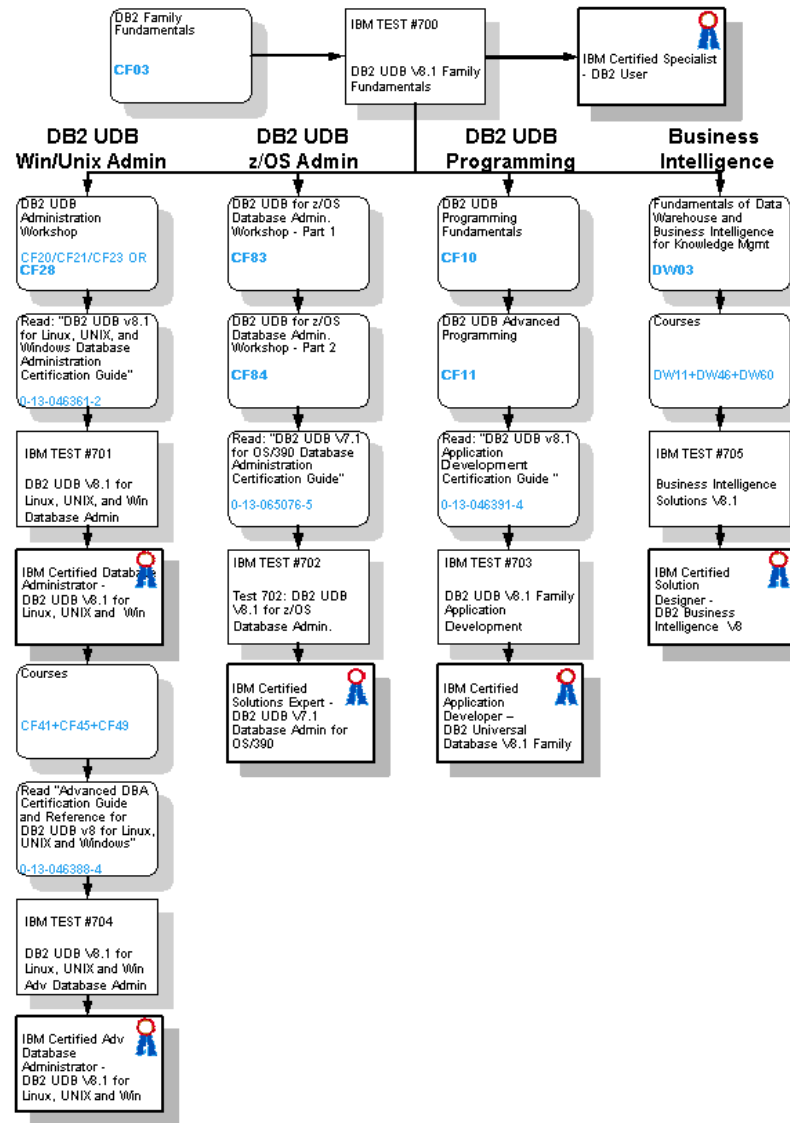 DB2 Family
Fundamentals
CF03
IBM TEST #700
DB2 UDB V8.1 Family
Fundamentals
IBM Certified Specialist
- DB2 User
DB2 UDB
Win/Unix Admin
DB2 UDB
z/OS Admin
DB2 UDB
Programming
Business
Intelligence
DB2 UDB
Administration
Workshop
CF20/CF21/CF23 OR
CF28
Read: "DB2 UDB v8.1
for Linux, UNIX, and
Windows Database
Administration
Certification Guide"
0-13-046361-2
IBM TEST #701
DB2 UDB V8.1 for
Linux, UNIX, and Win
Database Admin
IBM Certified Database
Administrator -
DB2 UDB V8.1 for
Linux, UNIX and Win
Courses
CF41+CF45+CF49
Read "Advanced DBA
Certification Guide
and Reference for
DB2 UDB v8 for Linux,
UNIX and Windows"
0-13-046388-4
IBM TEST #704
DB2 UDB V8.1 for
Linux, UNIX and Win
Adv Database Admin
IBM Certified Adv
Database
Administrator -
DB2 UDB V8.1 for
Linux, UNIX and Win
DB2 UDB for z/OS
Database Admin.
Workshop - Part 1
CF83
DB2 UDB for z/OS
Database Admin.
Workshop - Part 2
CF84
Read: "DB2 UDB V7.1
for OS/390 Database
Administration
Certification Guide"
0-13-065076-5
IBM TEST #702
Test 702: DB2 UDB
V8.1 for z/OS
Database Admin.
IBM Certified
Solutions Expert -
DB2 UDB V7.1
Database Admin for
OS/390
DB2 UDB
Programming
Fundamentals
CF10
DB2 UDB Advanced
Programming
CF11
Read: "DB2 UDB v8.1
Application
Development
Certification Guide "
0-13-046391-4
IBM TEST #703
DB2 UDB V8.1 Family
Application
Development
IBM Certified
Application
Developer –
DB2 Universal
Database V8.1 Family
Fundamentals of Data
Warehouse and
Business Intelligence
for Knowledge Mgmt
DW03
Courses
DW11+DW46+DW60
IBM TEST #705
Business Intelligence
Solutions V8.1
IBM Certified
Solution
Designer -
DB2 Business
Intelligence V8